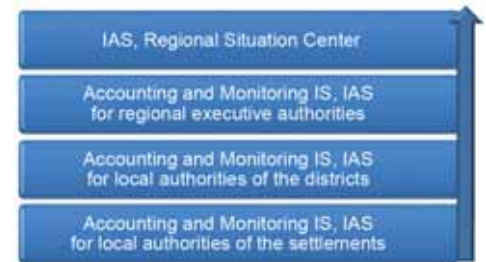 IAS, Regional Situation Center
Accounting and Monitoring IS, IAS
for regional executive authorities
Accounting and Monitoring IS, IAS
for local authorities of the districts
Accounting and Monitoring IS, IAS
for local authorities of the settlements